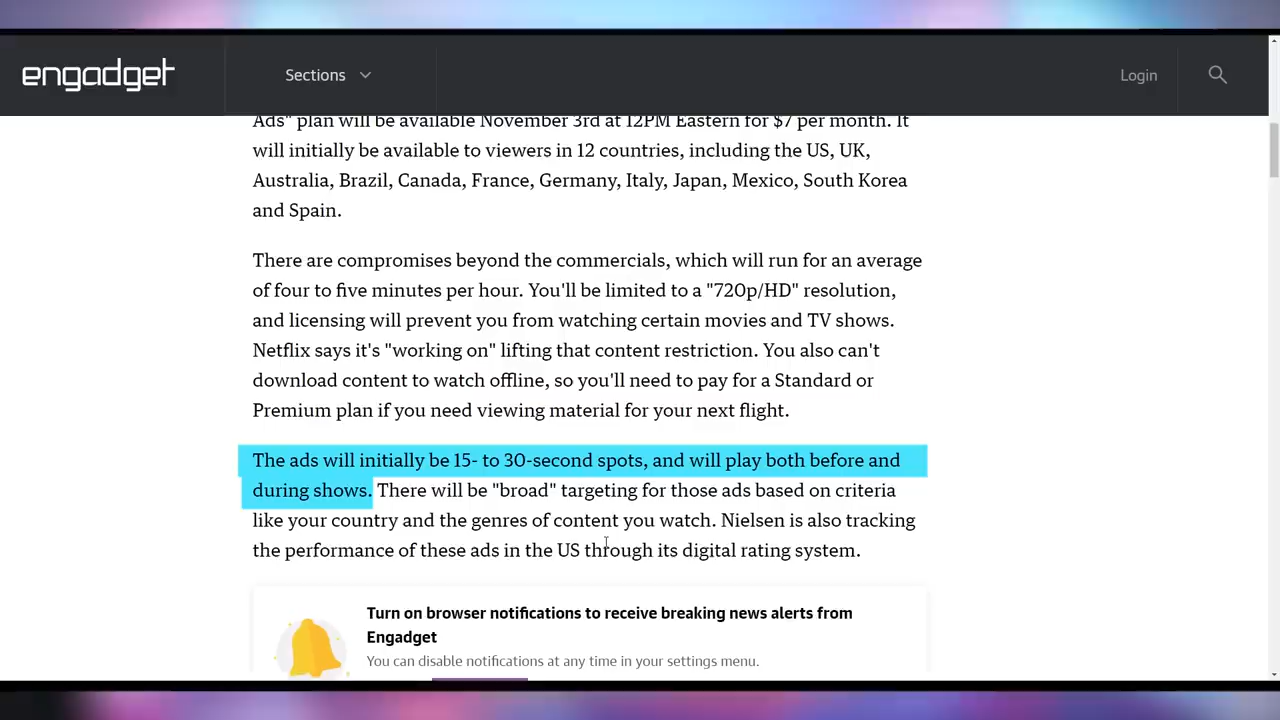 engadget
Sections
Login
Ads" plan will be available November 3rd at 12PM Eastern for $7 per month. It
will initially be available to viewers in 12 countries, including the US, UK,
Australia, Brazil, Canada, France, Germany, Italy, Japan, Mexico, South Korea
and Spain.
There are compromises beyond the commercials, which will run for an average
of four to five minutes per hour. You'll be limited to a "720p/HD" resolution,
and licensing will prevent you from watching certain movies and TV shows.
Netflix says it's "working on" lifting that content restriction. You also can't
download content to watch offline, so you'll need to pay for a Standard or
Premium plan if you need viewing material for your next flight.
The ads will initially be 15- to 30-second spots, and will play both before and
during shows. There will be "broad" targeting for those ads based on criteria
like your country and the genres of content you watch. Nielsen is also tracking
the performance of these ads in the US through its digital rating system.
Turn on browser notifications to receive breaking news alerts from
Engadget
You can disable notifications at any time in your settings menu.